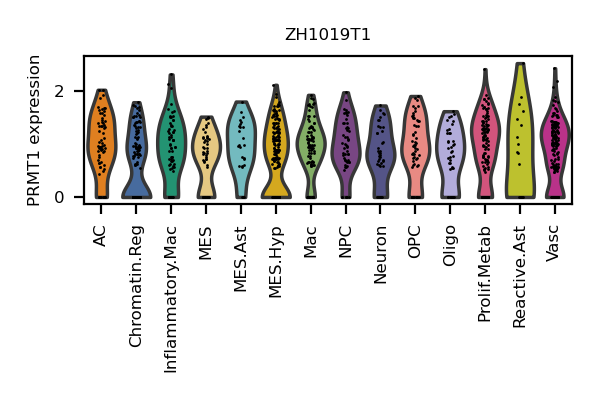 ZH1019T1
PRMT1 expression
2
0
AC
Chromatin.Reg
Inflammatory.Mac
MES
MES.Ast
MES.Hyp
Mac
NPC
Neuron
OPC
Oligo
Prolif.Metab
Reactive.Ast
Vasc